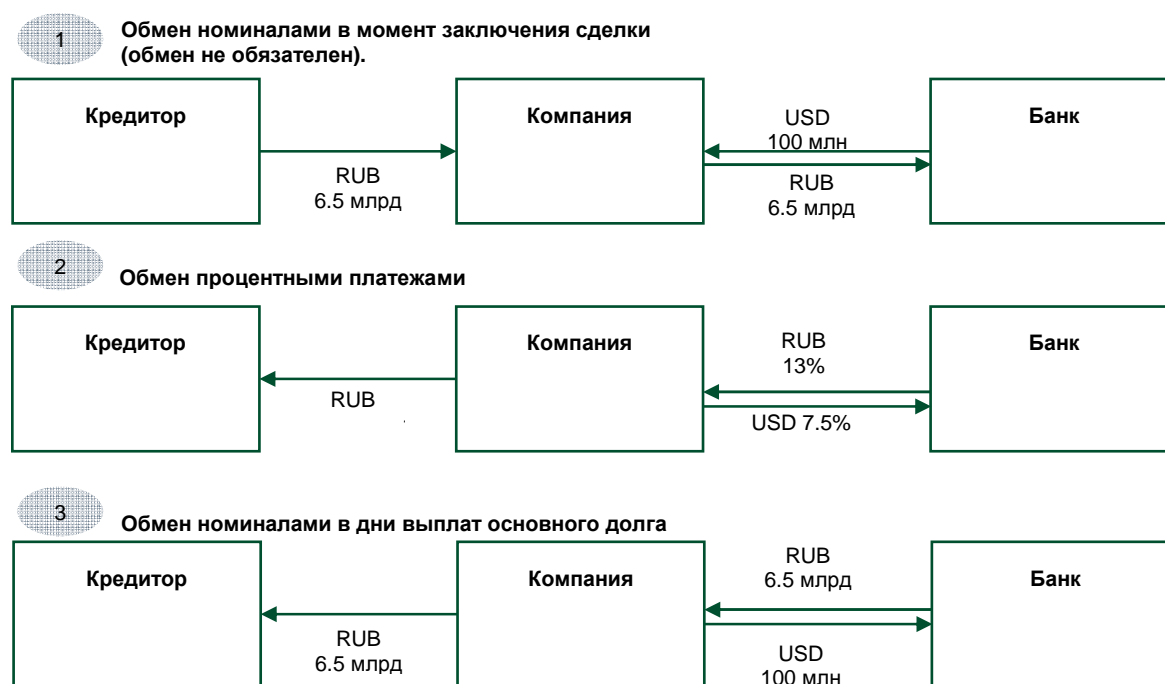 1
Обмен номиналами в момент заключения сделки
(обмен не обязателен).
Кредитор
RUB
6.5 млрд
Компания
USD
100 млн
RUB
6.5 млрд
Банк
2
Обмен процентными платежами
Кредитор
RUB
Компания
RUB
13%
USD 7.5%
Банк
3
Обмен номиналами в дни выплат основного долга
Кредитор
RUB
6.5 млрд
Компания
RUB
6.5 млрд
USD
100 млн
Банк